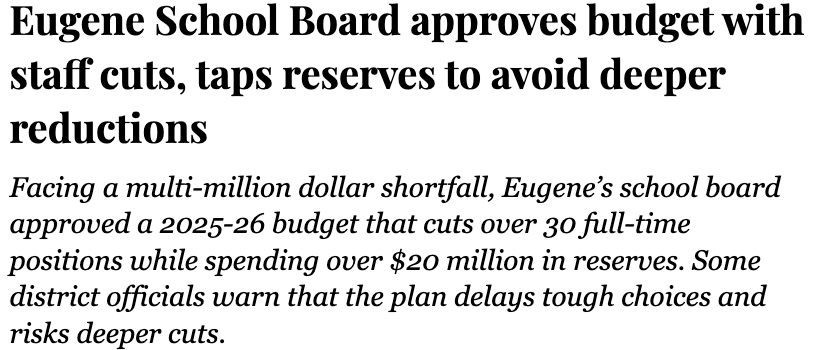 Eugene School Board approves budget with
staff cuts, taps reserves to avoid deeper
reductions
Facing a multi-million dollar shortfall, Eugene’s school board
approved a 2025-26 budget that cuts over 30 full-time
positions while spending over $20 million in reserves. Some
district officials warn that the plan delays tough choices and
risks deeper cuts.